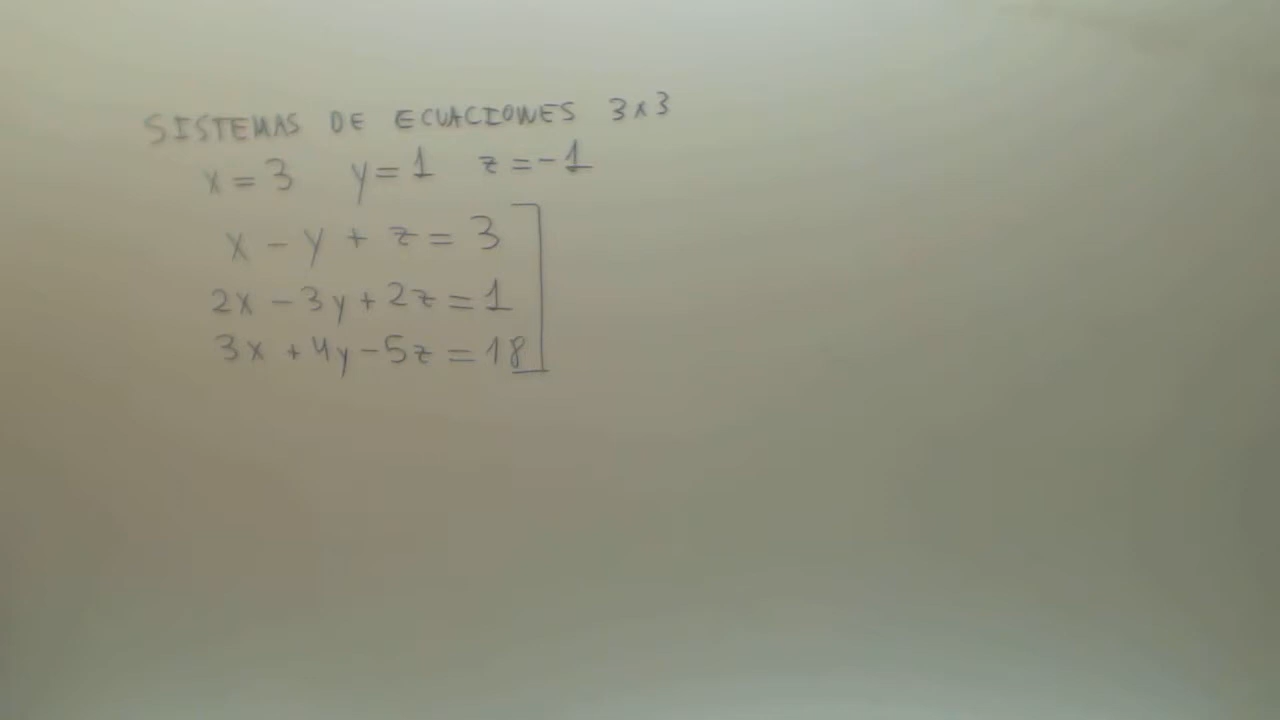 SISTEMAS DE ECUACIONES 3x3
x = 3 y = 1 z = -1
x - y + z = 3
2x - 3y + 2z = 1
3x + 4y - 5z = 18